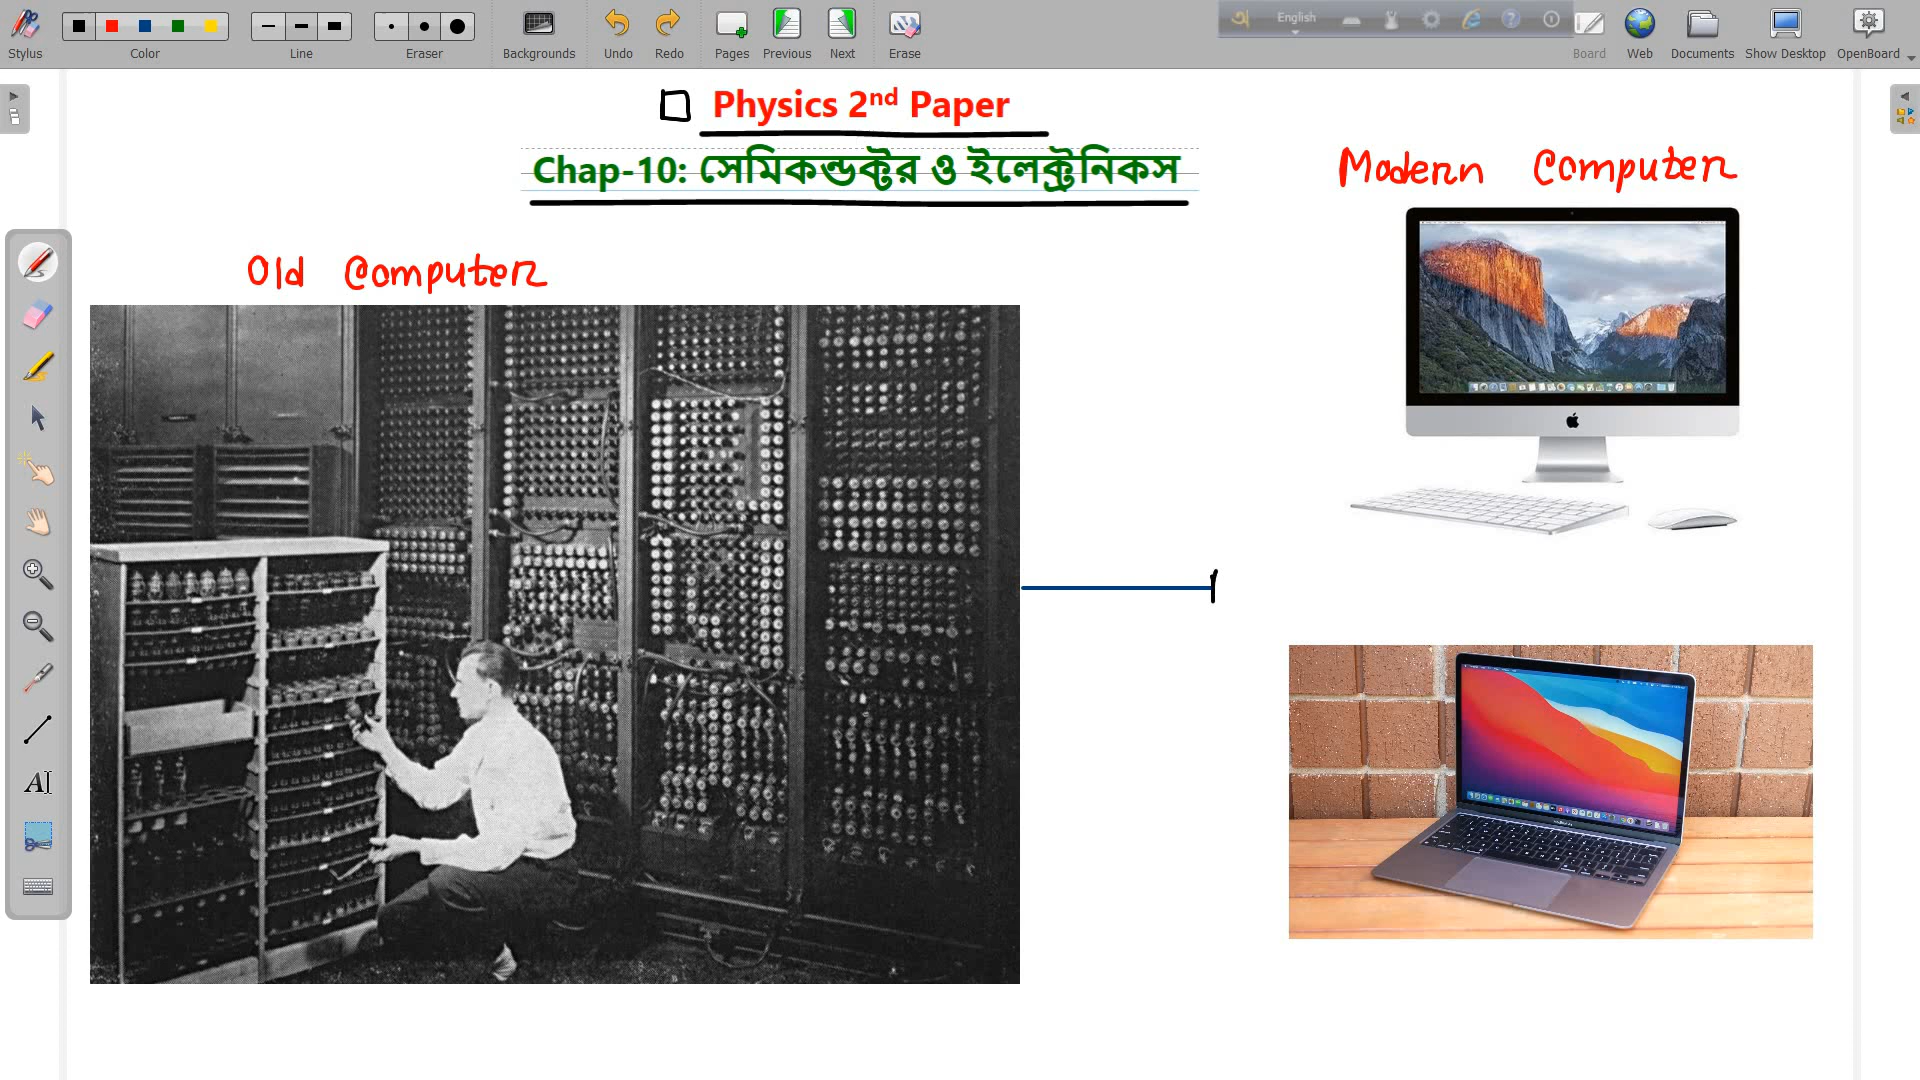 Stylus
Color
Line
Eraser
Backgrounds
Undo
Redo
Pages
Previous
Next
Erase
English
Board
Web
Documents
Show Desktop
OpenBoard
Physics 2nd Paper
Chap-10: সেমিকন্ডাক্টর ও ইলেক্ট্রনিকস
Modern Computer
Old Computer